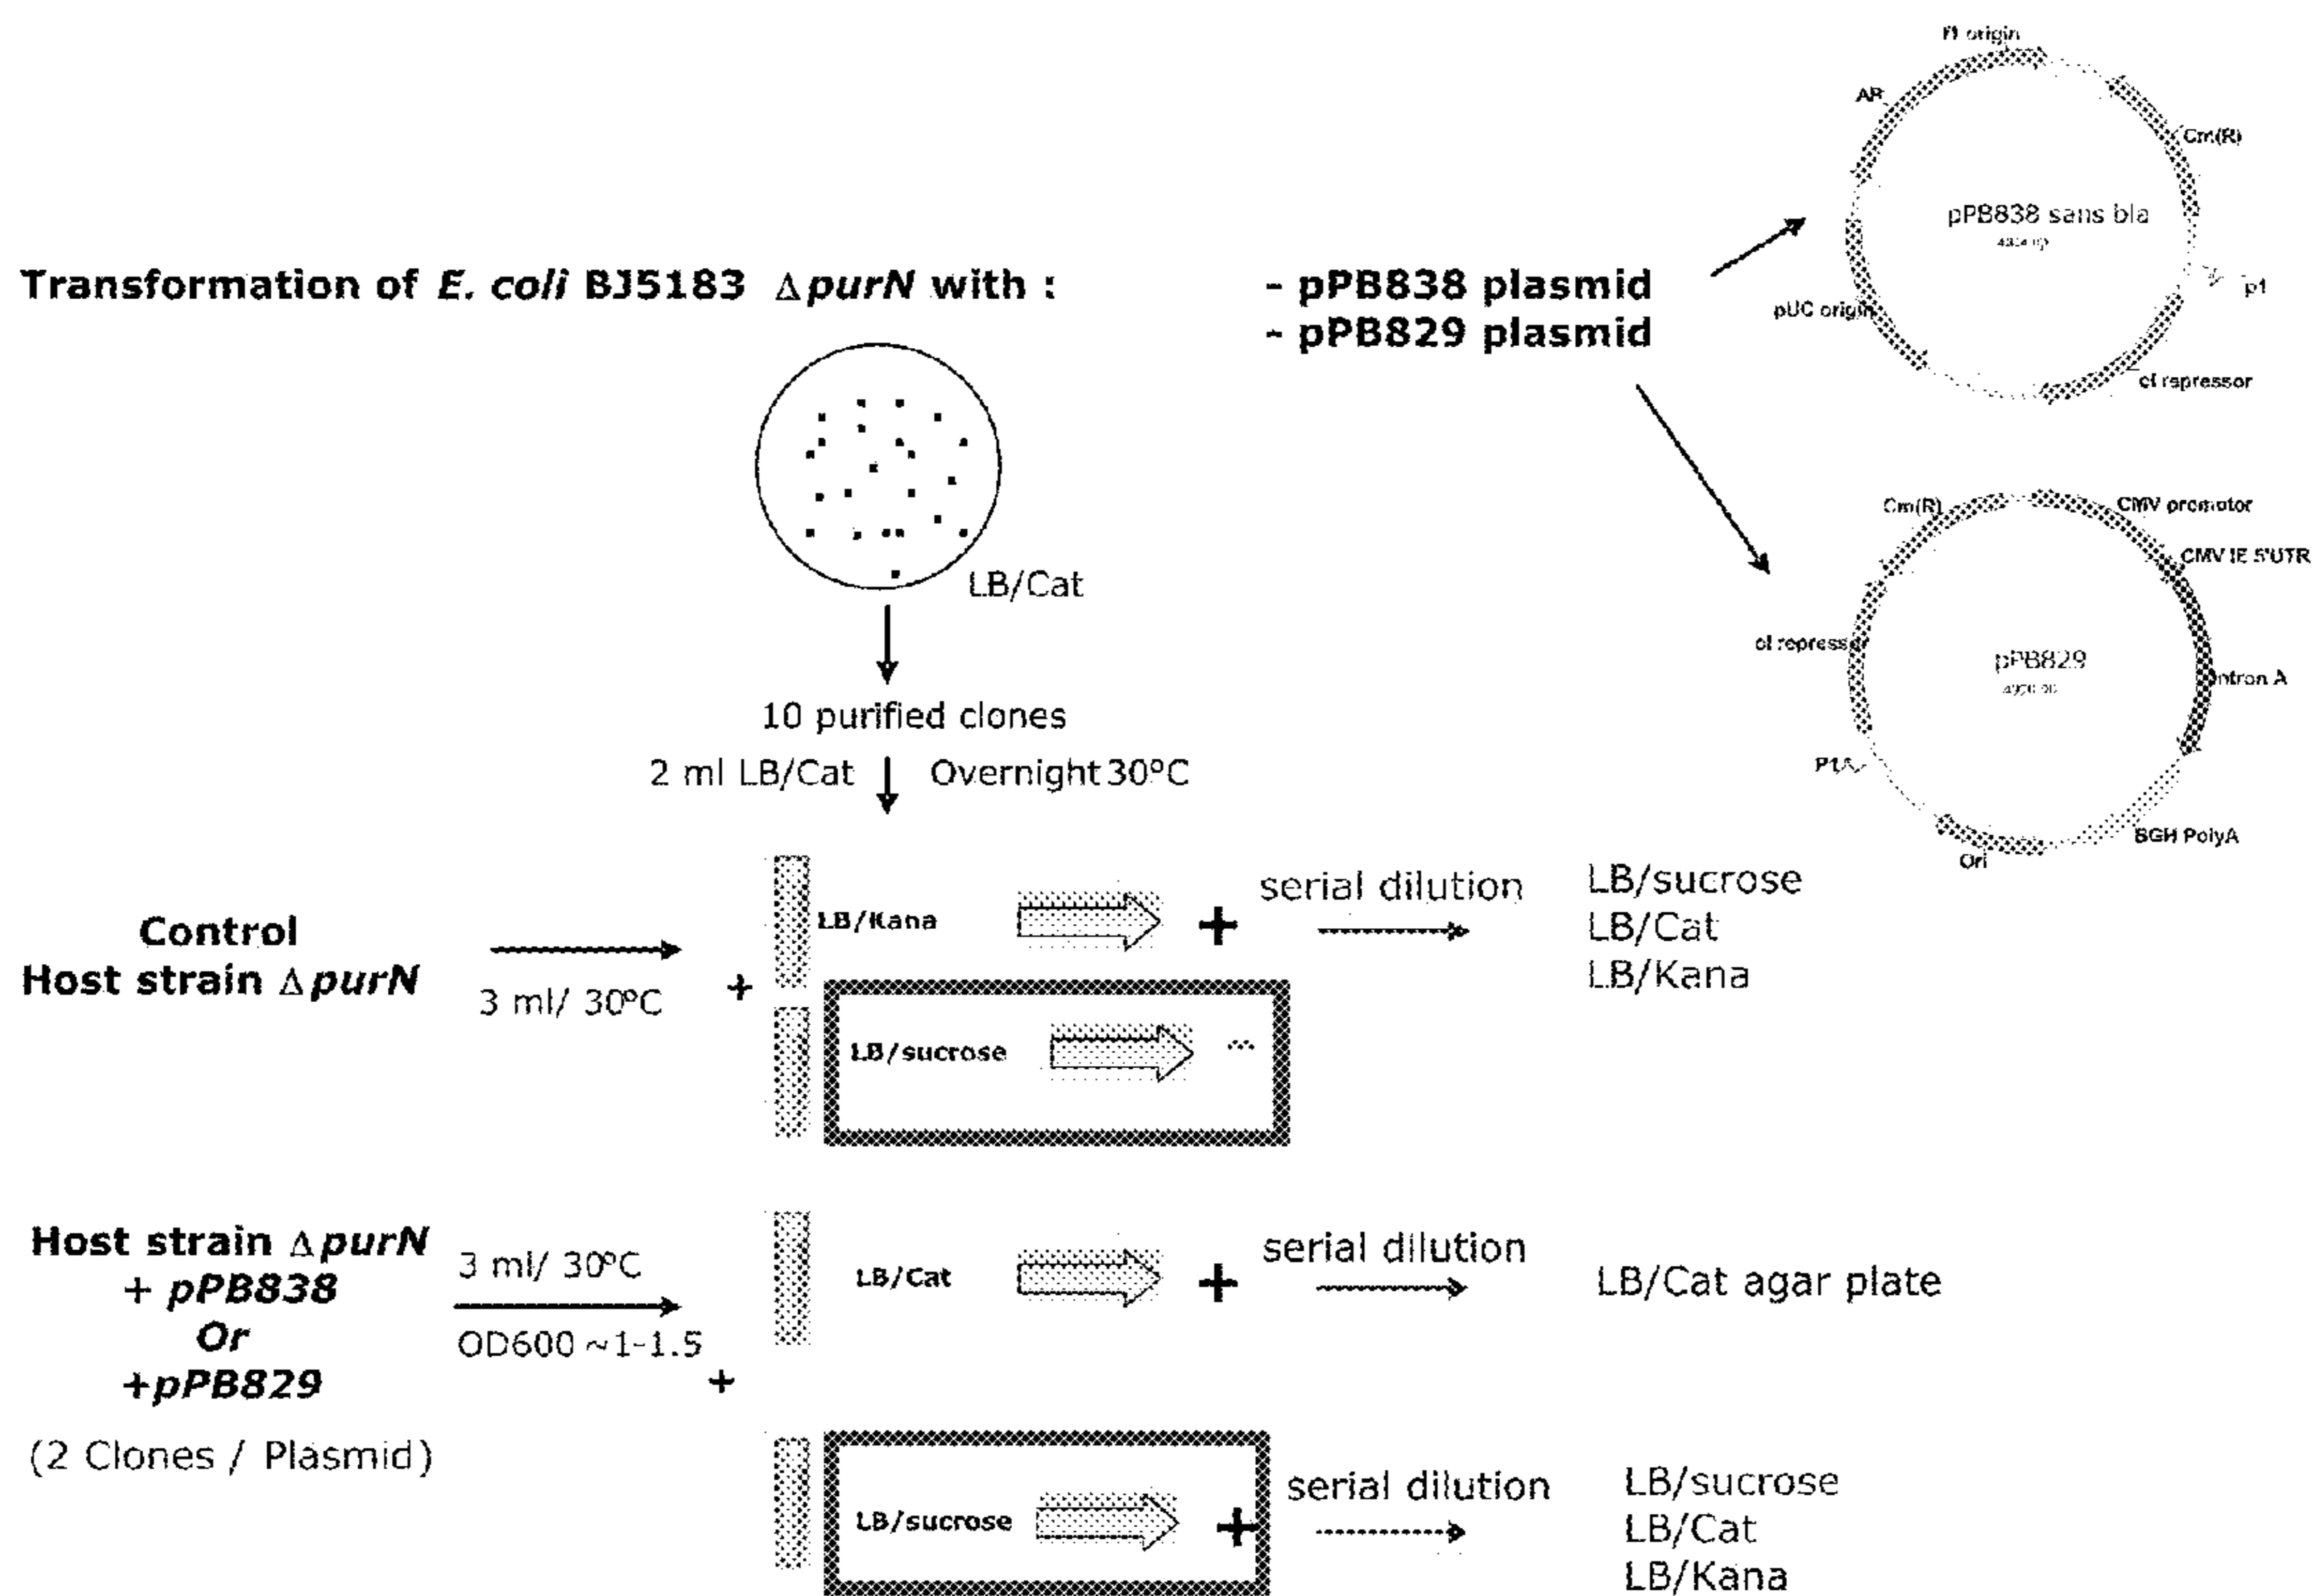 f1 origin
AR
Cm(R)
pPB838 sans bla
p1
pUC origin
cI repressor
Transformation of E. coli BJ5183 ΔpurN with :
- pPB838 plasmid
- pPB829 plasmid
LB/Cat
10 purified clones
2 ml LB/Cat Overnight 30ºC
Cm(R)
CMV promotor
CMV IE 5'UTR
cI represso
pPB829
Intron A
P1
BGH PolyA
Ori
Control
Host strain ΔpurN
3 ml/ 30ºC
+
LB/Kana
+
serial dilution
LB/sucrose
LB/Cat
LB/Kana
LB/sucrose
...
Host strain ΔpurN
+ pPB838
Or
+pPB829
(2 Clones / Plasmid)
3 ml/ 30ºC
OD600 ~1-1.5
+
LB/Cat
+
serial dilution
LB/Cat agar plate
LB/sucrose
+
serial dilution
LB/sucrose
LB/Cat
LB/Kana